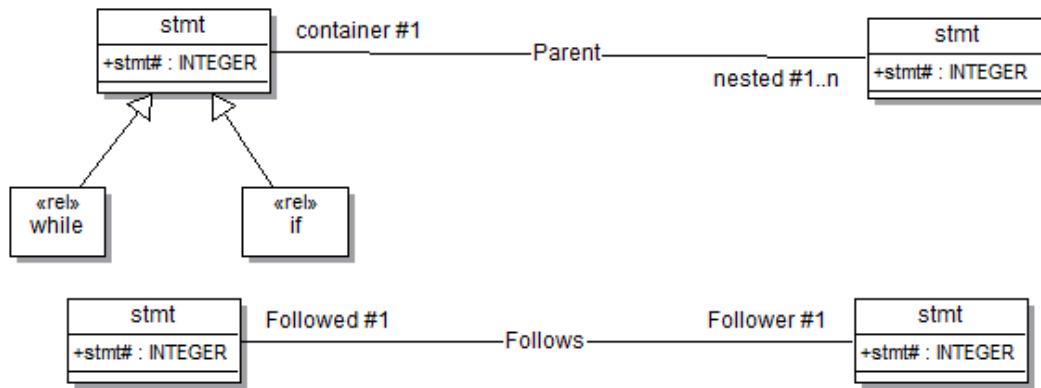 stmt
+stmt# : INTEGER
container #1
Parent
nested #1..n
stmt
+stmt# : INTEGER
«rel»
while
«rel»
if
stmt
+stmt# : INTEGER
Followed #1
Follows
Follower #1
stmt
+stmt# : INTEGER